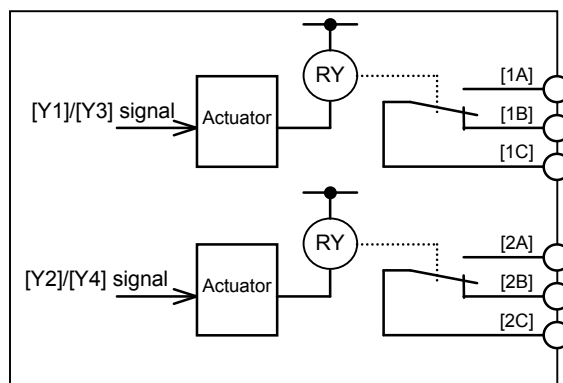 RY
[1A]
[Y1]/[Y3] signal
Actuator
[1B]
[1C]
RY
[2A]
[Y2]/[Y4] signal
Actuator
[2B]
[2C]